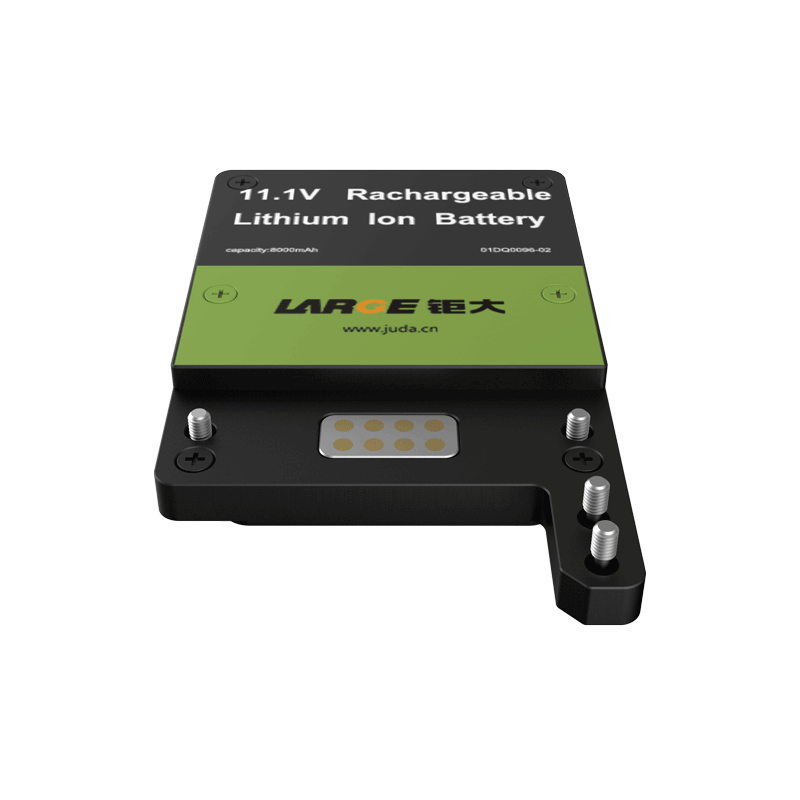 11.1V Rachargeable
Lithium Ion Battery
capacity:8000mAh 01DQ0096-02
LARGE 钜大
www.juda.cn